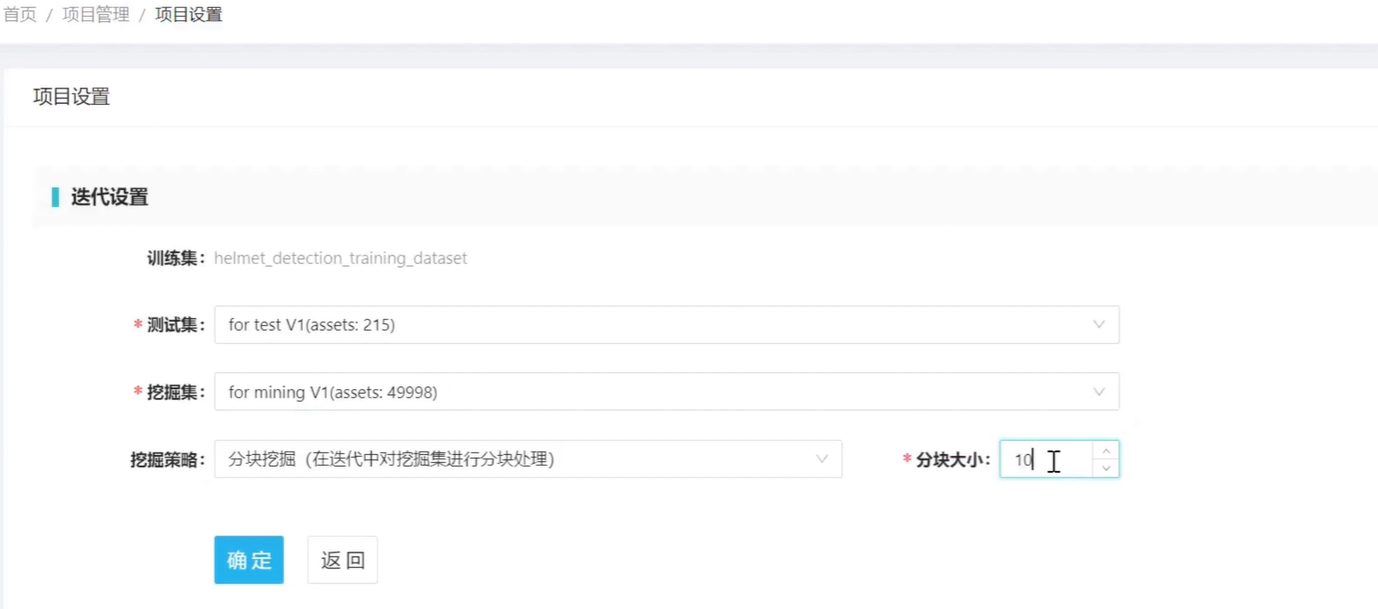 首页 / 项目管理 / 项目设置
项目设置
迭代设置
训练集: helmet_detection_training_dataset
* 测试集: for test V1(assets: 215)
* 挖掘集: for mining V1(assets: 49998)
挖掘策略: 分块挖掘（在迭代中对挖掘集进行分块处理） * 分块大小: 10
确定 返回